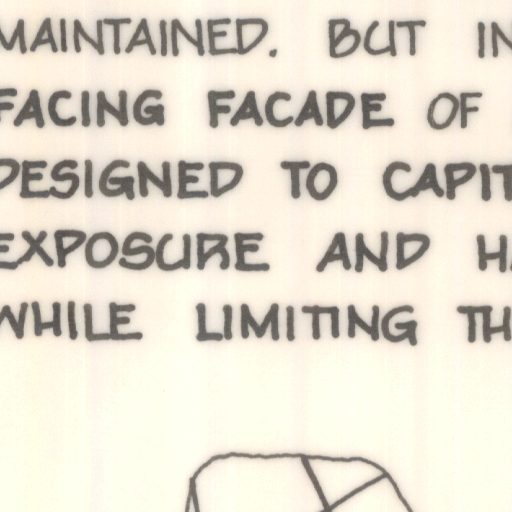 MAINTAINED. BUT IN
FACING FACADE OF
DESIGNED TO CAPIT
EXPOSURE AND HA
WHILE LIMITING TH